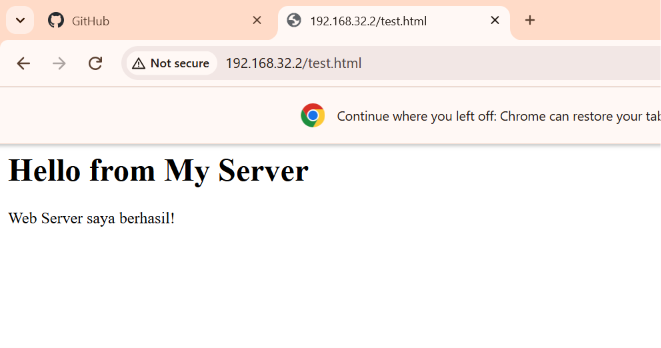 GitHub
192.168.32.2/test.html
Not secure
192.168.32.2/test.html
Continue where you left off: Chrome can restore your tab
Hello from My Server
Web Server saya berhasil!